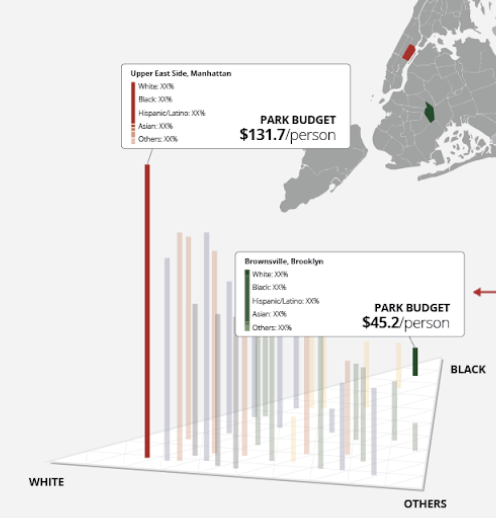 Upper East Side, Manhattan
White: XX%
Black: XX%
Hispanic/Latino: XX%
Asian: XX%
Others: XX%
PARK BUDGET
$131.7/person
Brownsville, Brooklyn
White: XX%
Black: XX%
Hispanic/Latino: XX%
Asian: XX%
Others: XX%
PARK BUDGET
$45.2/person
BLACK
WHITE
OTHERS